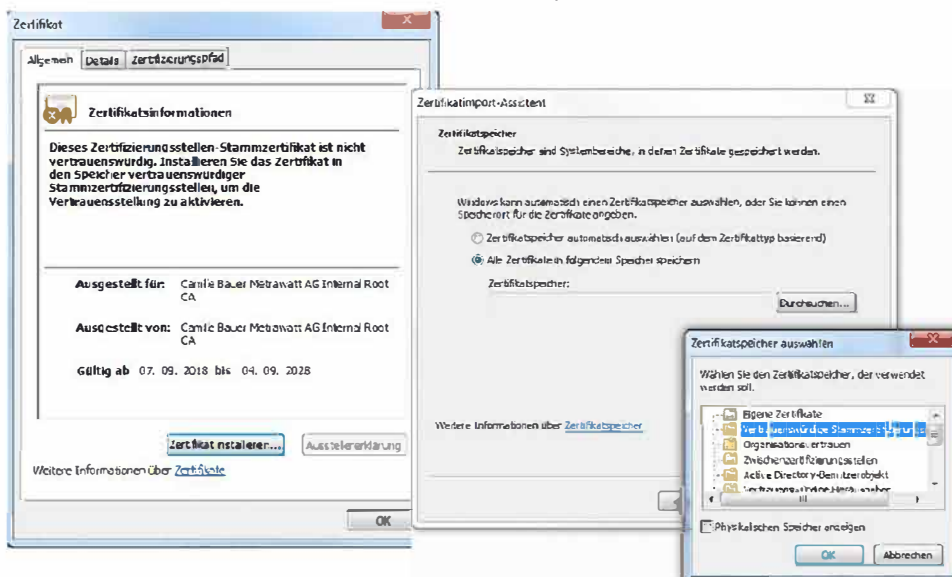 Zertifikat
Allgemein Details Zertifizierungspfad
Zertifikatsinformationen
Dieses Zertifizierungsstellen-Stammzertifikat ist nicht
vertrauenswürdig. Installieren Sie das Zertifikat in
den Speicher vertrauenswürdiger
Stammzertifizierungsstellen, um die
Vertrauensstellung zu aktivieren.
Ausgestellt für: Camille Bauer Metrawatt AG Internal Root
CA
Ausgestellt von: Camille Bauer Metrawatt AG Internal Root
CA
Gültig ab 07. 09. 2018 bis 04. 09. 2028
Zertifikat installieren... Ausstellererklärung
Weitere Informationen über Zertifikate
OK
Zertifikatimport-Assistent
Zertifikatspeicher
Zertifikatspeicher sind Systembereiche, in denen Zertifikate gespeichert werden.
Windows kann automatisch einen Zertifikatspeicher auswählen, oder Sie können einen
Speicherort für die Zertifikate angeben.
Zertifikatspeicher automatisch auswählen (auf dem Zertifikattyp basierend)
Alle Zertifikate in folgendem Speicher speichern
Zertifikatspeicher:
Durchsuchen...
Weitere Informationen über Zertifikatspeicher
Zertifikatspeicher auswählen
Wählen Sie den Zertifikatspeicher, der verwendet
werden soll.
Eigene Zertifikate
Vertrauenswürdige Stammzertifizierungs
Organisationsvertrauen
Zwischenzertifizierungsstellen
Active Directory-Benutzerobjekt
Vertrauenswürdige Herausgeber
Physikalischen Speicher anzeigen
OK Abbrechen